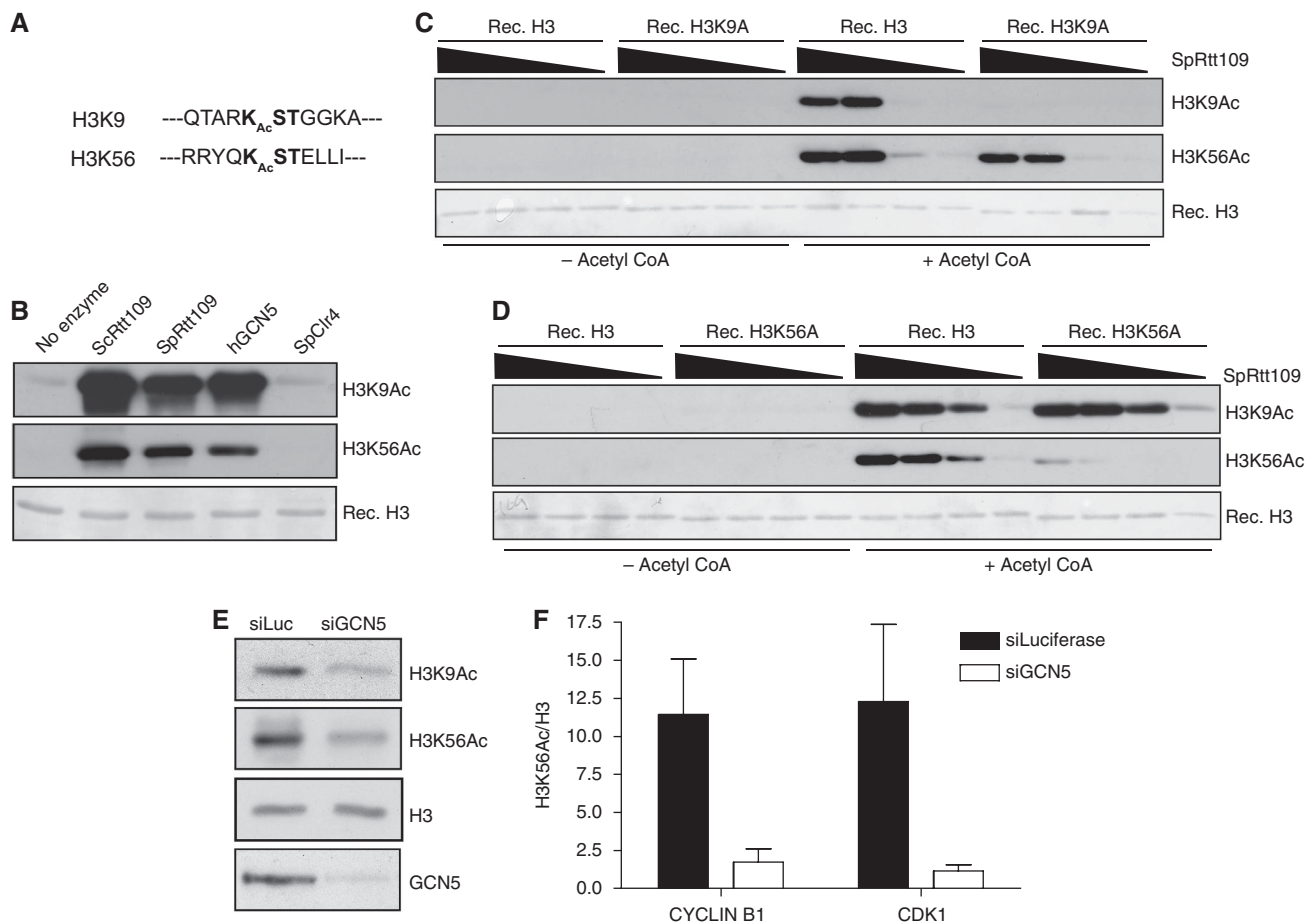 A
H3K9 ---QTARKAcSTGGKA---
H3K56 ---RRYQKAcSTELLI---
C
Rec. H3 Rec. H3K9A Rec. H3 Rec. H3K9A
SpRtt109
H3K9Ac
H3K56Ac
Rec. H3
– Acetyl CoA + Acetyl CoA
B
No enzyme ScRtt109 SpRtt109 hGCN5 SpClr4
H3K9Ac
H3K56Ac
Rec. H3
D
Rec. H3 Rec. H3K56A Rec. H3 Rec. H3K56A
SpRtt109
H3K9Ac
H3K56Ac
Rec. H3
– Acetyl CoA + Acetyl CoA
E
siLuc siGCN5
H3K9Ac
H3K56Ac
H3
GCN5
F
H3K56Ac/H3
17.5
15.0
12.5
10.0
7.5
5.0
2.5
0.0
siLuciferase
siGCN5
CYCLIN B1 CDK1